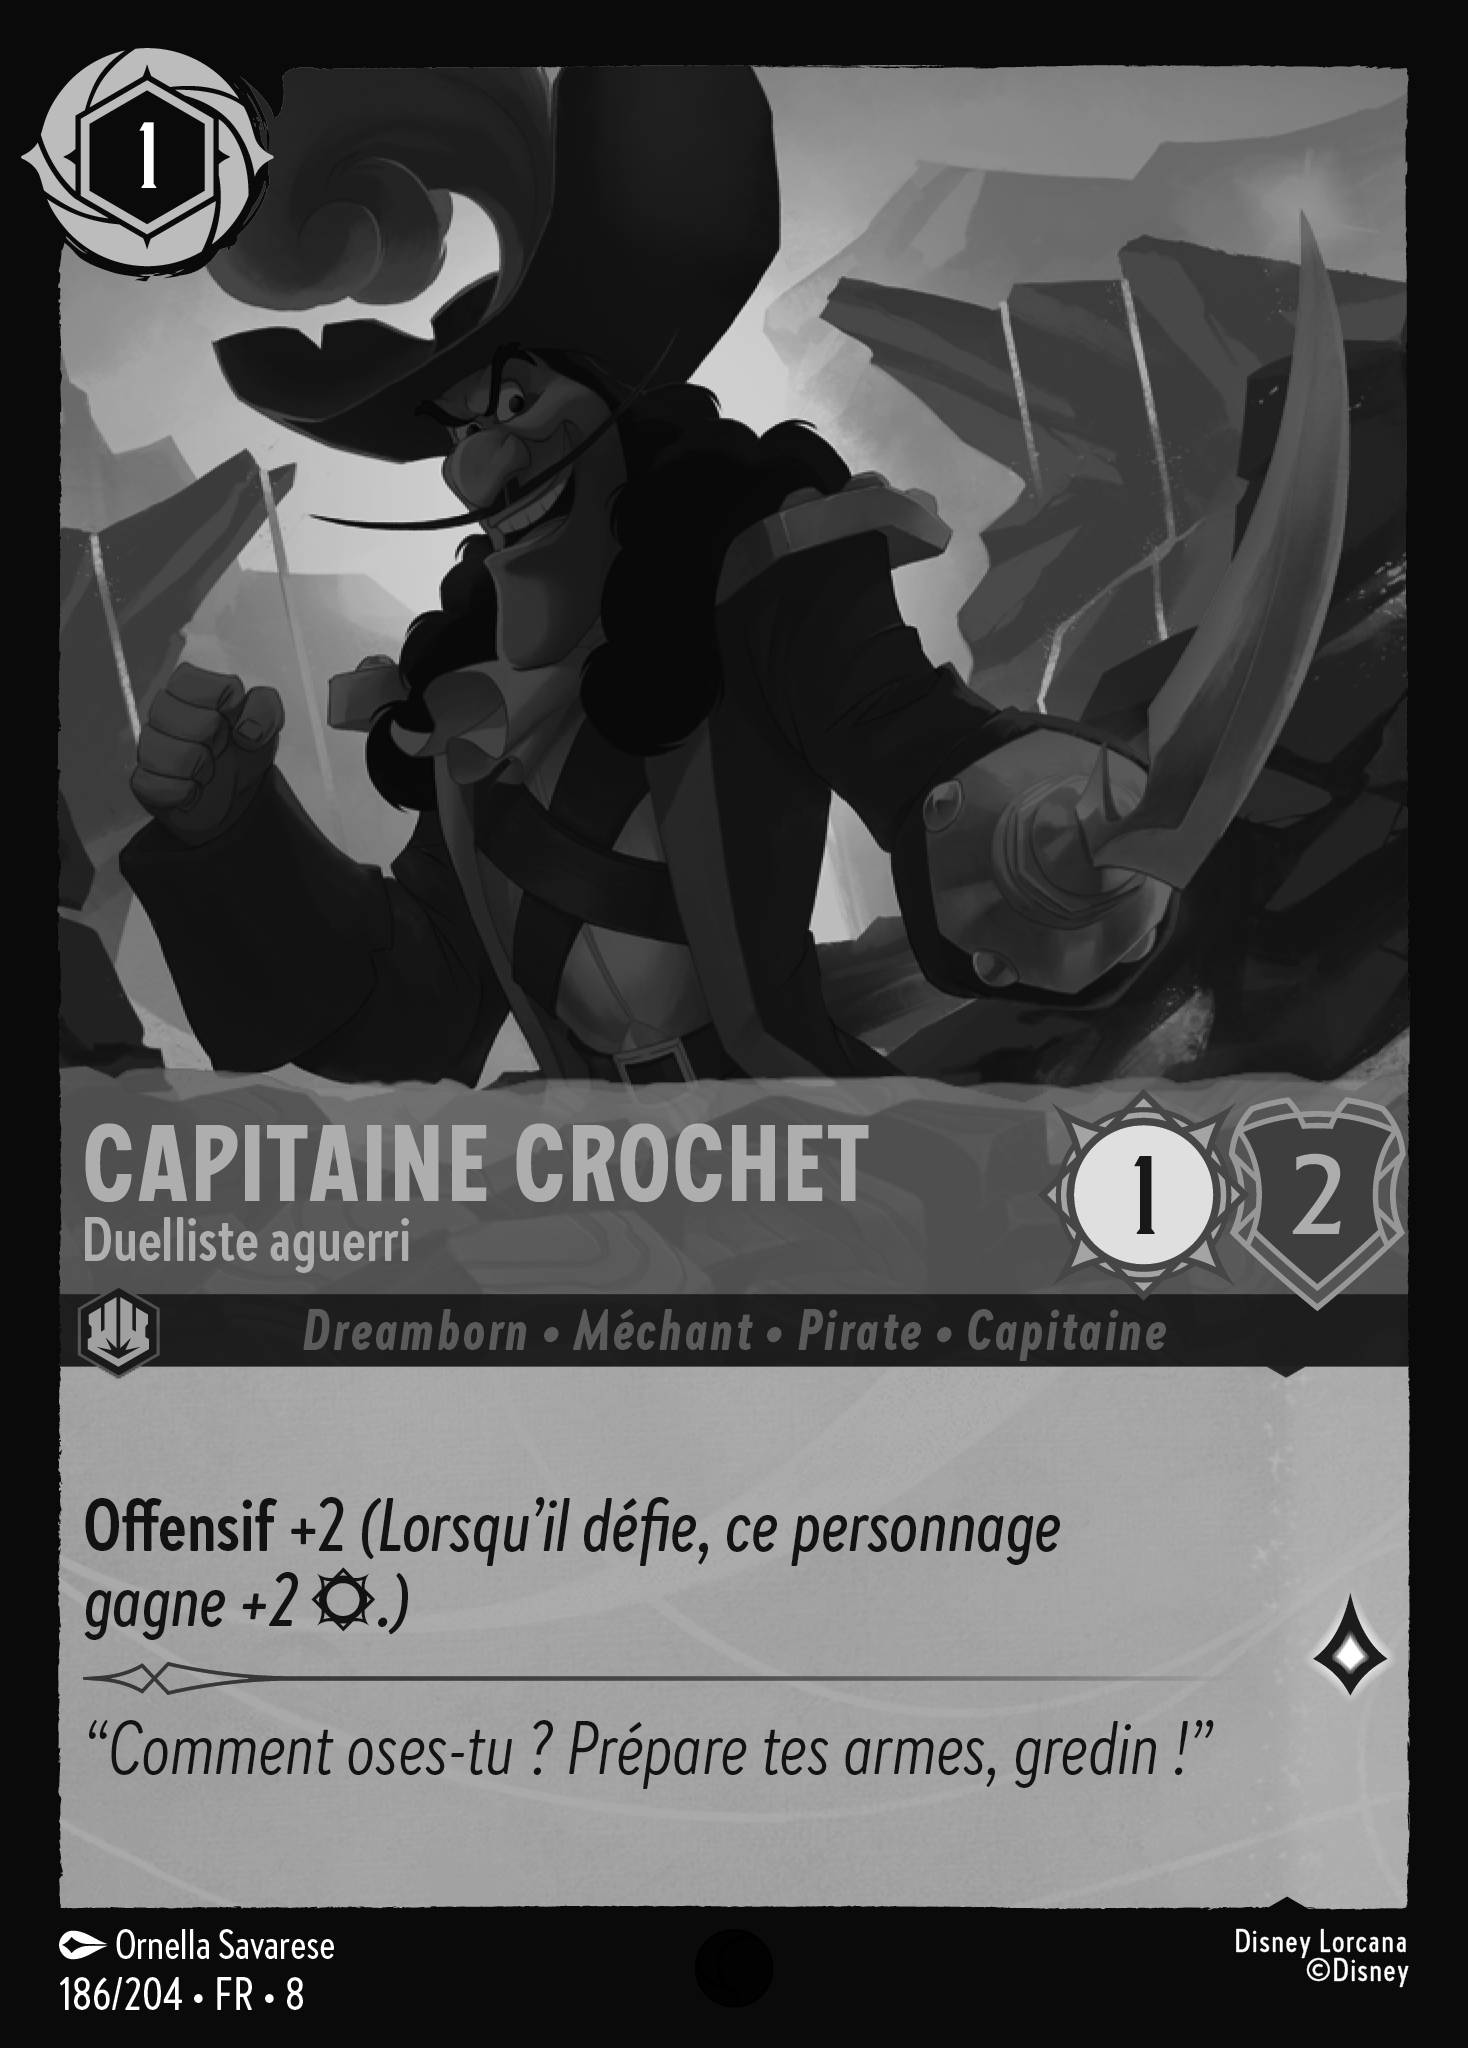 1
CAPITAINE CROCHET
Duelliste aguerri
1
2
Dreamborn • Méchant • Pirate • Capitaine
Offensif +2 (Lorsqu’il défie, ce personnage
gagne +2 .)
“Comment oses-tu ? Prépare tes armes, gredin !”
Ornella Savarese
186/204 • FR • 8
Disney Lorcana
©Disney